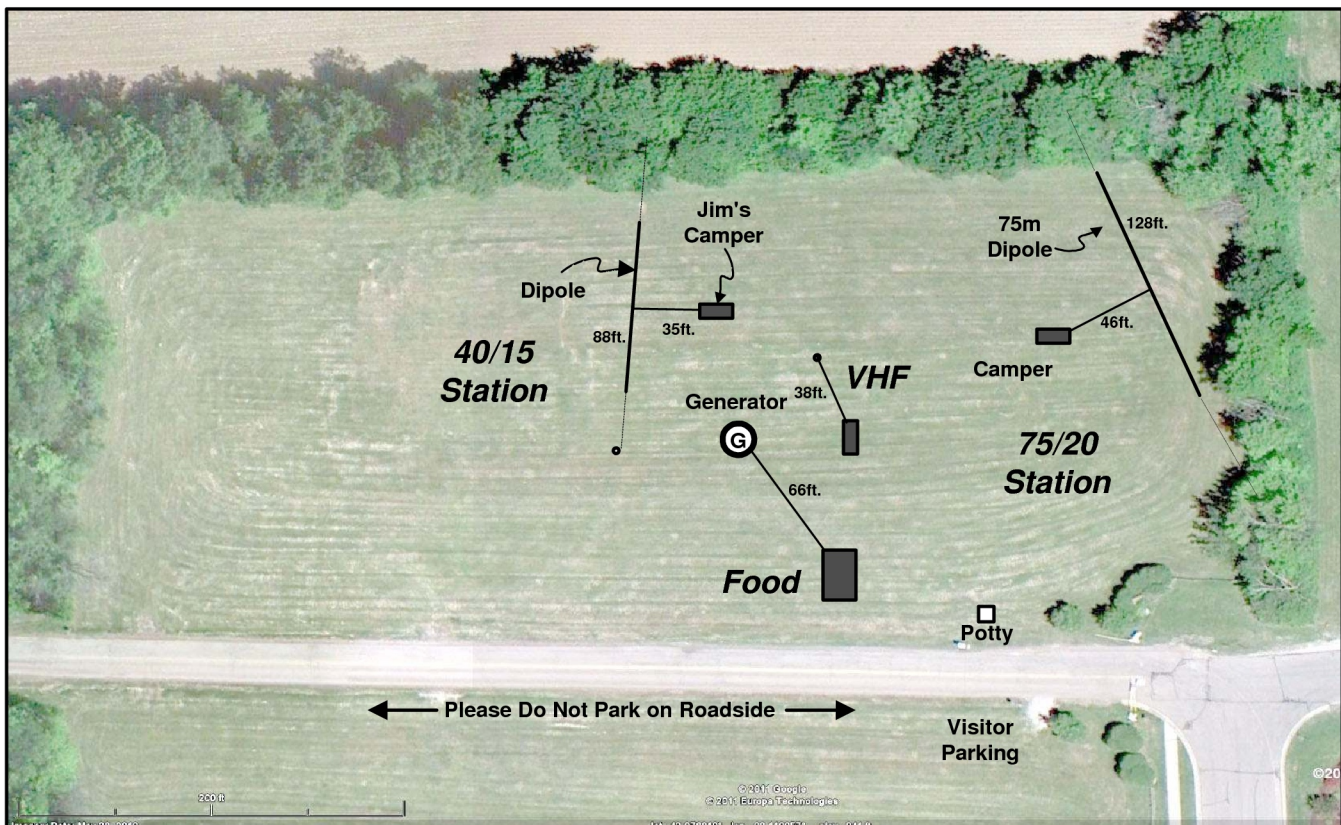 Jim's
Camper
75m
Dipole
128ft.
Dipole
35ft.
88ft.
46ft.
40/15
Station
Camper
VHF
38ft.
Generator
G
75/20
Station
66ft.
Food
Potty
Please Do Not Park on Roadside
Visitor
Parking
©20
200 ft
© 2011 Google
© 2011 Europa Technologies